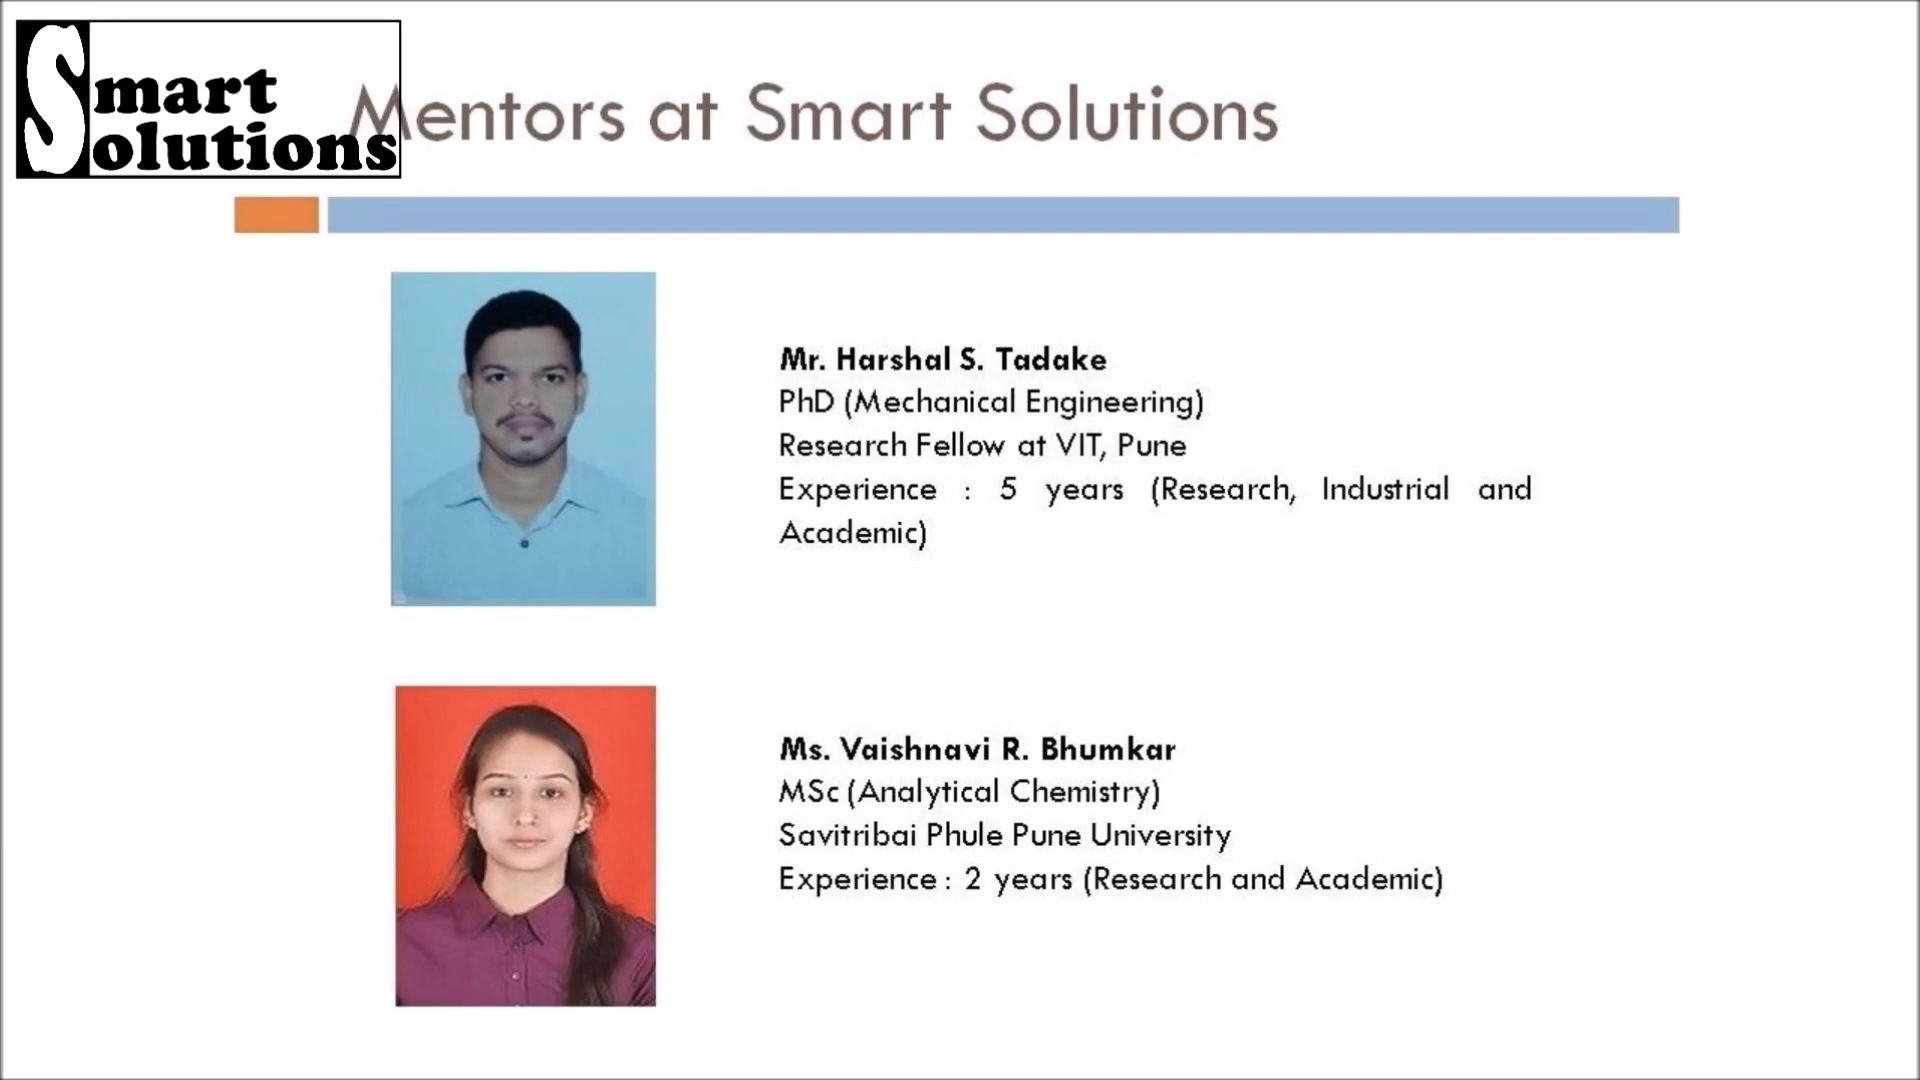 Smart
Solutions
Mentors at Smart Solutions
Mr. Harshal S. Tadake
PhD (Mechanical Engineering)
Research Fellow at VIT, Pune
Experience : 5 years (Research, Industrial and
Academic)
Ms. Vaishnavi R. Bhumkar
MSc (Analytical Chemistry)
Savitribai Phule Pune University
Experience : 2 years (Research and Academic)